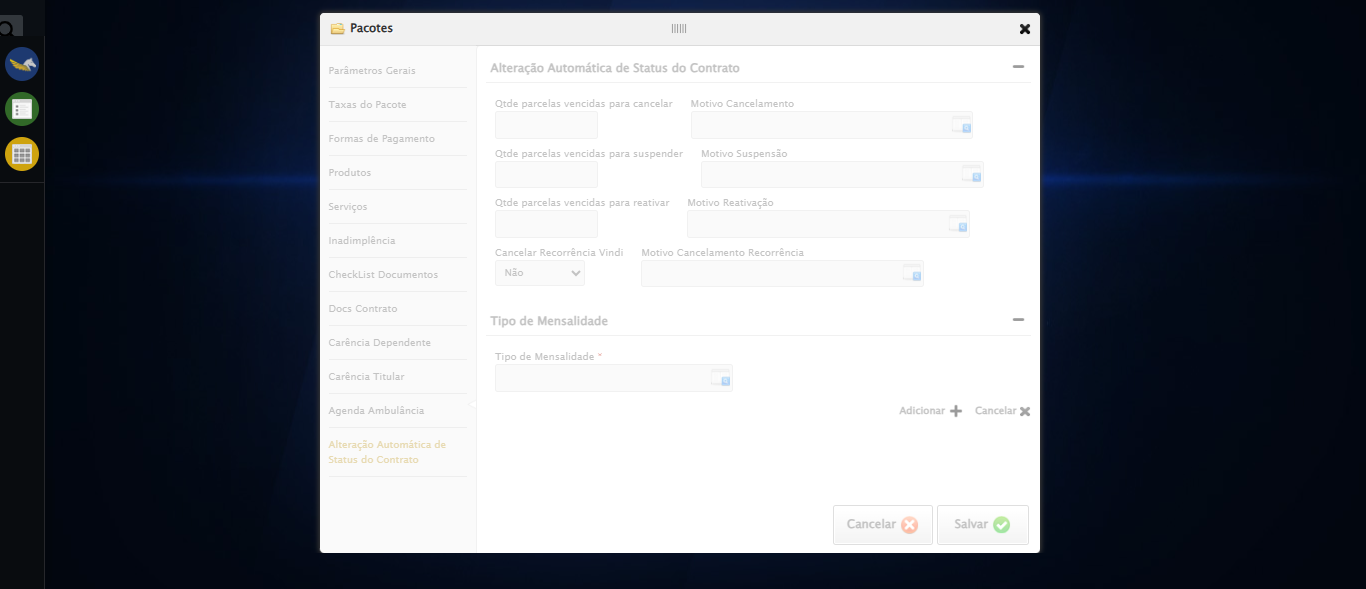 Pacotes
Parâmetros Gerais
Taxas do Pacote
Formas de Pagamento
Produtos
Serviços
Inadimplência
CheckList Documentos
Docs Contrato
Carência Dependente
Carência Titular
Agenda Ambulância
Alteração Automática de
Status do Contrato
Alteração Automática de Status do Contrato
Qtde parcelas vencidas para cancelar Motivo Cancelamento
Qtde parcelas vencidas para suspender Motivo Suspensão
Qtde parcelas vencidas para reativar Motivo Reativação
Cancelar Recorrência Vindi Motivo Cancelamento Recorrência
Não
Tipo de Mensalidade
Tipo de Mensalidade *
Adicionar Cancelar
Cancelar Salvar